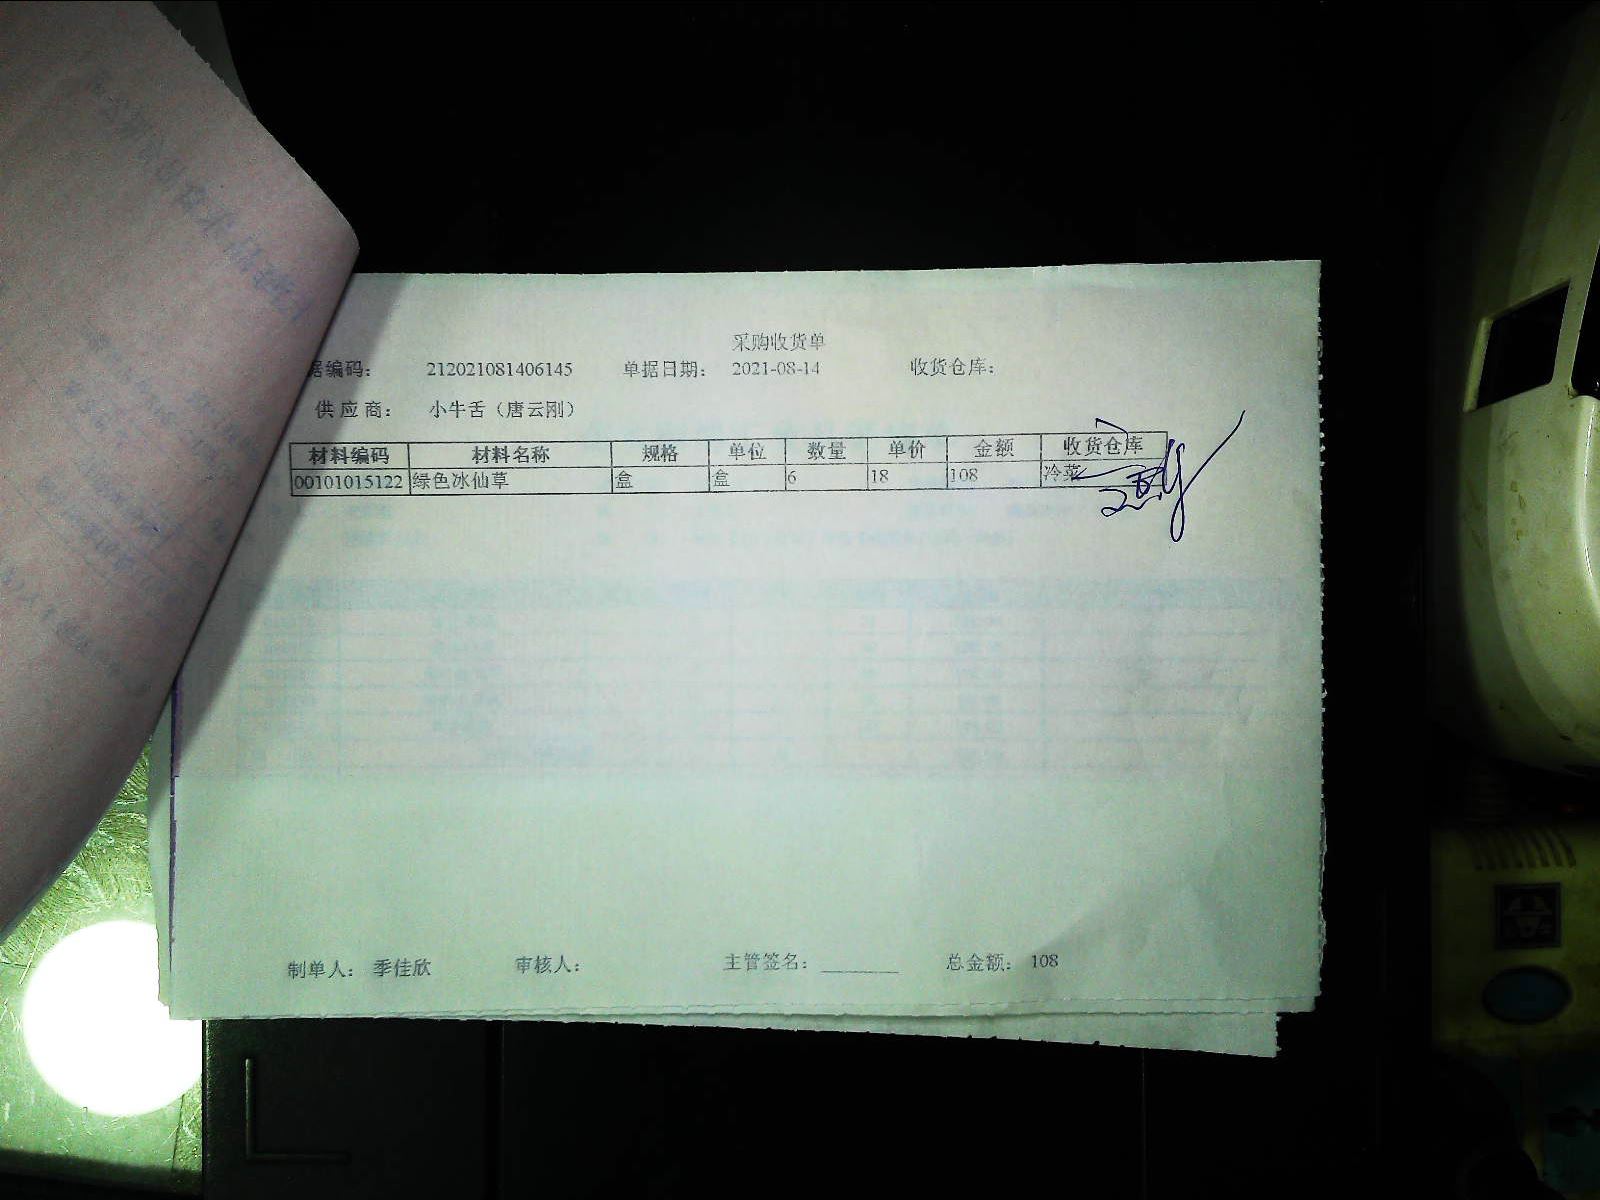 采购收货单
据编码： 212021081406145 单据日期： 2021-08-14 收货仓库：
供应商： 小牛舌（唐云刚）
材料编码 材料名称 规格 单位 数量 单价 金额 收货仓库
00101015122 绿色冰仙草 盒 盒 6 18 108 冷菜
制单人： 季佳欣 审核人： 主管签名：________ 总金额： 108